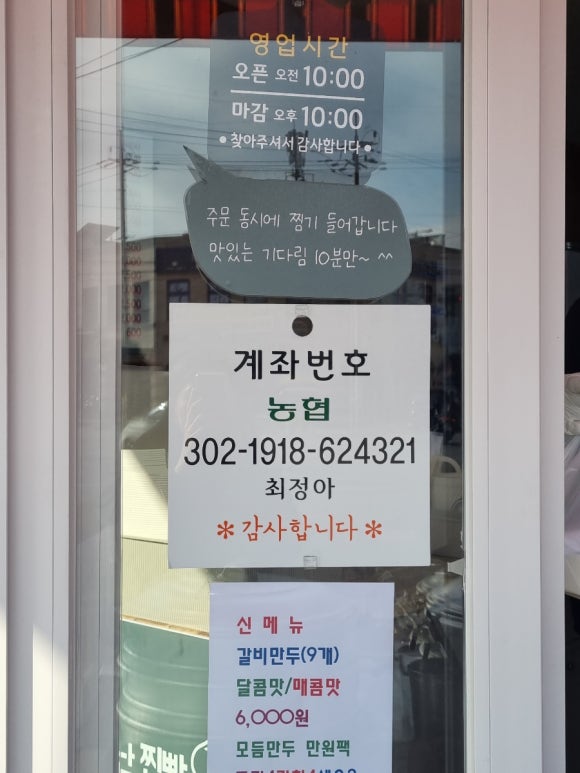 영업시간
오픈 오전 10:00
마감 오후 10:00
• 찾아주셔서 감사합니다 •
주문 동시에 찜기 들어갑니다
맛있는 기다림 10분만~ ^^
계좌번호
농협
302-1918-624321
최정아
*감사합니다*
신 메뉴
갈비만두(9개)
달콤맛/매콤맛
6,000원
모듬만두 만원팩
찐빵